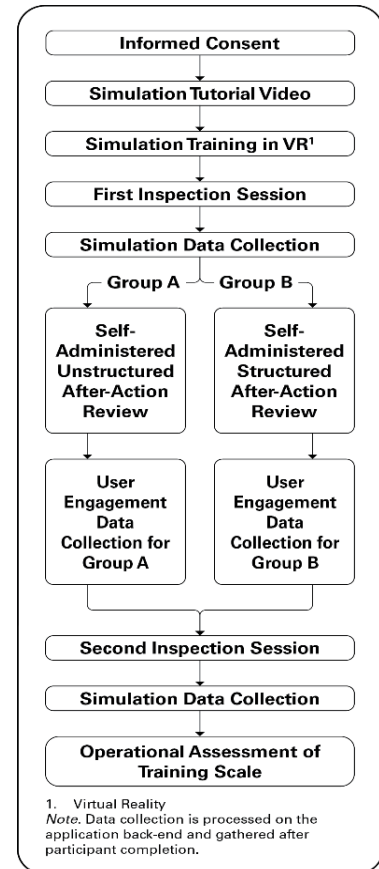 Informed Consent
Simulation Tutorial Video
Simulation Training in VR¹
First Inspection Session
Simulation Data Collection
Group A
Group B
Self-
Administered
Unstructured
After-Action
Review
Self-
Administered
Structured
After-Action
Review
User
Engagement
Data
Collection for
Group A
User
Engagement
Data
Collection for
Group B
Second Inspection Session
Simulation Data Collection
Operational Assessment of
Training Scale
1. Virtual Reality
Note. Data collection is processed on the
application back-end and gathered after
participant completion.